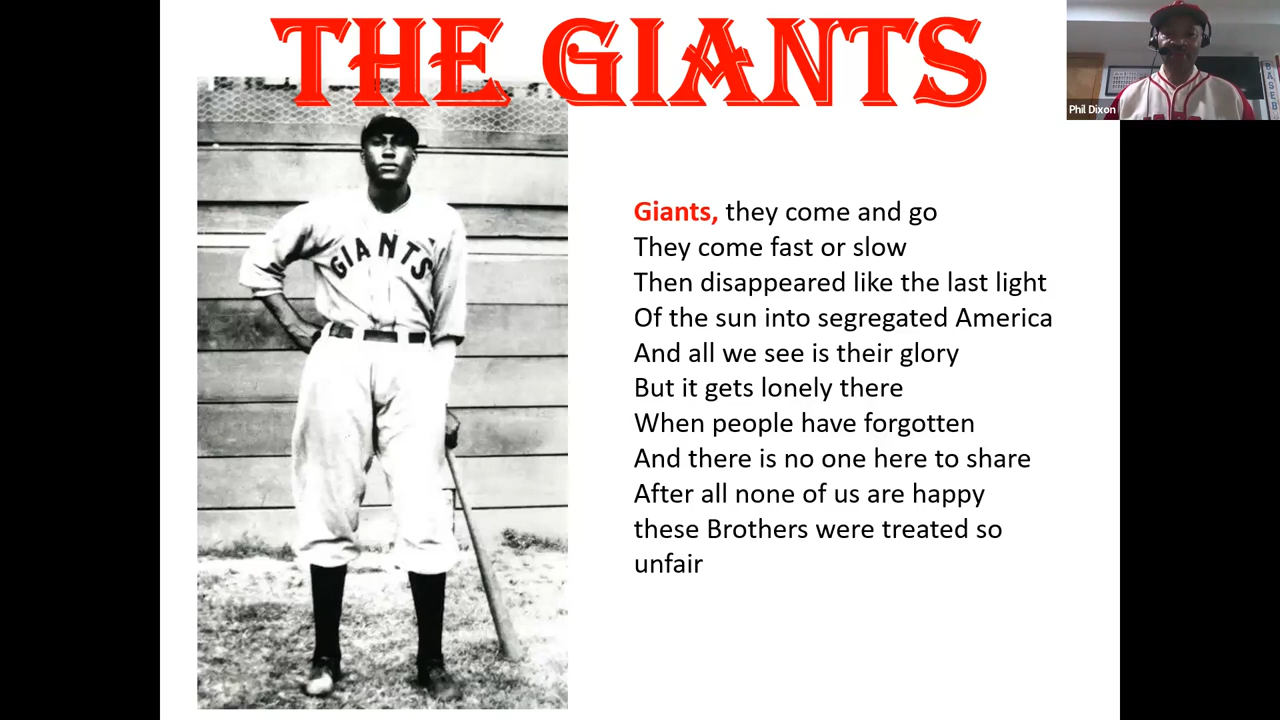 THE GIANTS
Phil Dixon
GIANTS
Giants, they come and go
They come fast or slow
Then disappeared like the last light
Of the sun into segregated America
And all we see is their glory
But it gets lonely there
When people have forgotten
And there is no one here to share
After all none of us are happy
these Brothers were treated so
unfair